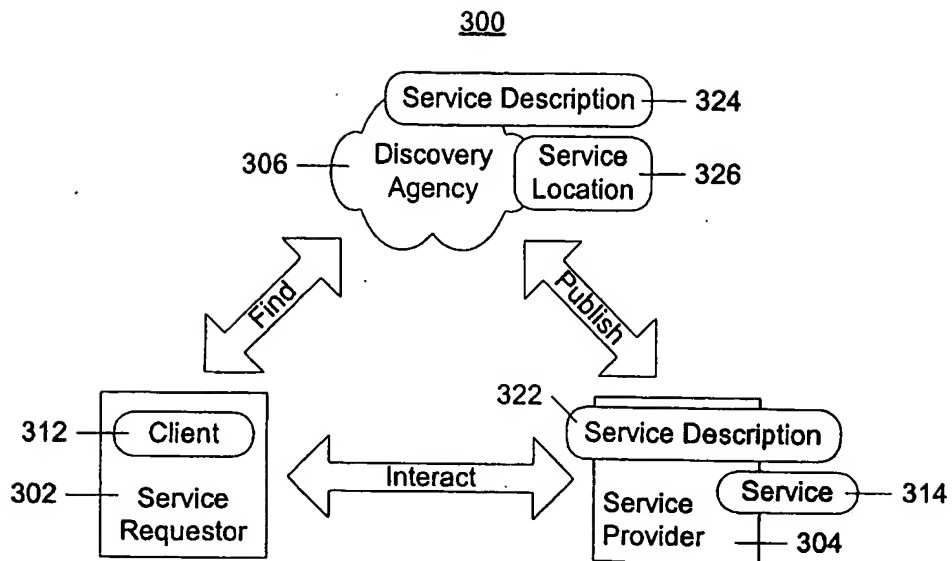 300
Service Description
324
306
Discovery
Agency
Service
Location
326
Find
Publish
312
Client
302
Service
Requestor
Interact
322
Service Description
Service
314
Service
Provider
304